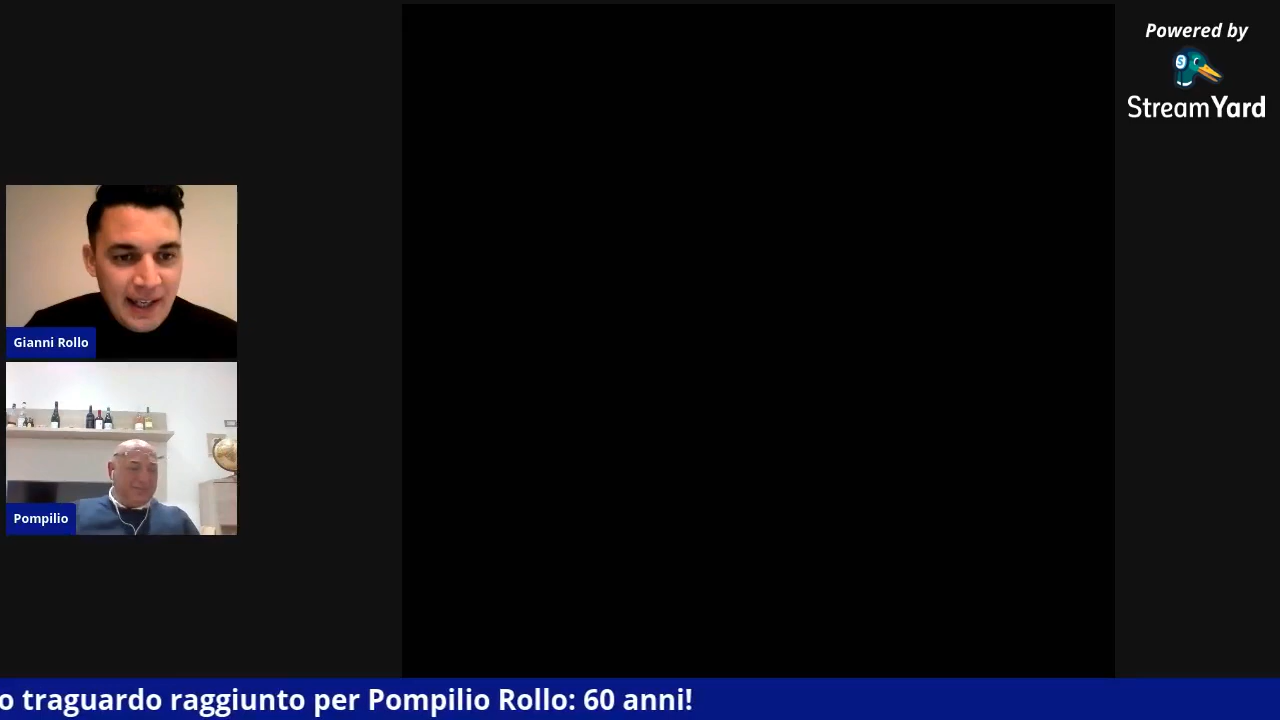 Powered by
StreamYard
Gianni Rollo
Pompilio
o traguardo raggiunto per Pompilio Rollo: 60 anni!